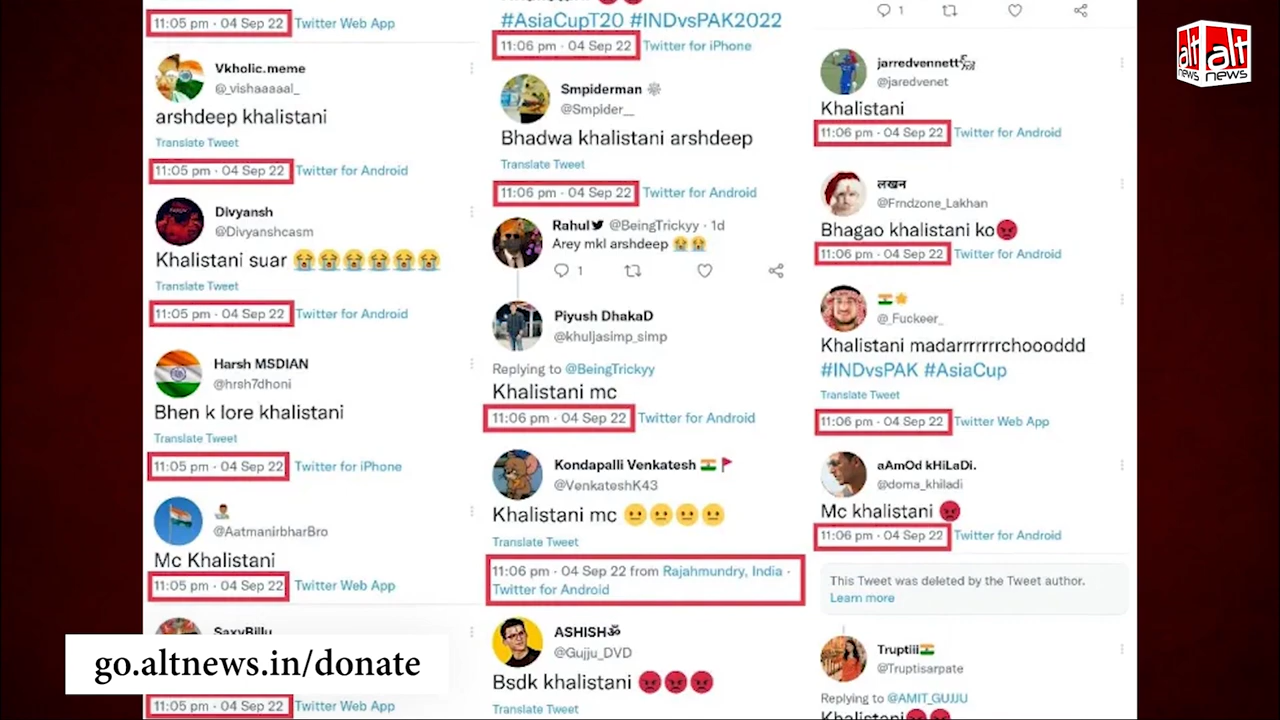 11:05 pm · 04 Sep 22 Twitter Web App
Vkholic.meme
@_vishaaaaal_
arshdeep khalistani
Translate Tweet
11:05 pm · 04 Sep 22 Twitter for Android
Divyansh
@Divyanshcasm
Khalistani suar 😭😭😭😭😭😭
Translate Tweet
11:05 pm · 04 Sep 22 Twitter for Android
Harsh MSDIAN
@hrsh7dhoni
Bhen k lore khalistani
Translate Tweet
11:05 pm · 04 Sep 22 Twitter for iPhone
@AatmanirbharBro
Mc Khalistani
11:05 pm · 04 Sep 22 Twitter Web App
SaxyBillu
go.altnews.in/donate
11:05 pm · 04 Sep 22 Twitter Web App
#AsiaCupT20 #INDvsPAK2022
11:06 pm · 04 Sep 22 Twitter for iPhone
Smpiderman
@Smpider__
Bhadwa khalistani arshdeep
Translate Tweet
11:06 pm · 04 Sep 22 Twitter for Android
Rahul @BeingTrickyy · 1d
Arey mkl arshdeep 😭😭
1
Piyush DhakaD
@khuljasimp_simp
Replying to @BeingTrickyy
Khalistani mc
11:06 pm · 04 Sep 22 Twitter for Android
Kondapalli Venkatesh 🇮🇳🚩
@VenkateshK43
Khalistani mc 😐😐😐😐
Translate Tweet
11:06 pm · 04 Sep 22 from Rajahmundry, India ·
Twitter for Android
ASHISHॐ
@Gujju_DVD
Bsdk khalistani 😡😡😡
Translate Tweet
1
jarredvennett
@jaredvenet
Khalistani
11:06 pm · 04 Sep 22 Twitter for Android
लखन
@Frndzone_Lakhan
Bhagao khalistani ko😡
11:06 pm · 04 Sep 22 Twitter for Android
🇮🇳⭐
@_Fuckeer_
Khalistani madarrrrrrrchoooddd
#INDvsPAK #AsiaCup
Translate Tweet
11:06 pm · 04 Sep 22 Twitter Web App
aAmOd kHiLaDi.
@doma_khiladi
Mc khalistani 😡
11:06 pm · 04 Sep 22 Twitter for Android
This Tweet was deleted by the Tweet author.
Learn more
Truptiii🇮🇳
@Truptisarpate
Replying to @AMIT_GUJJU
Khalistani😡😡
alt news
alt news